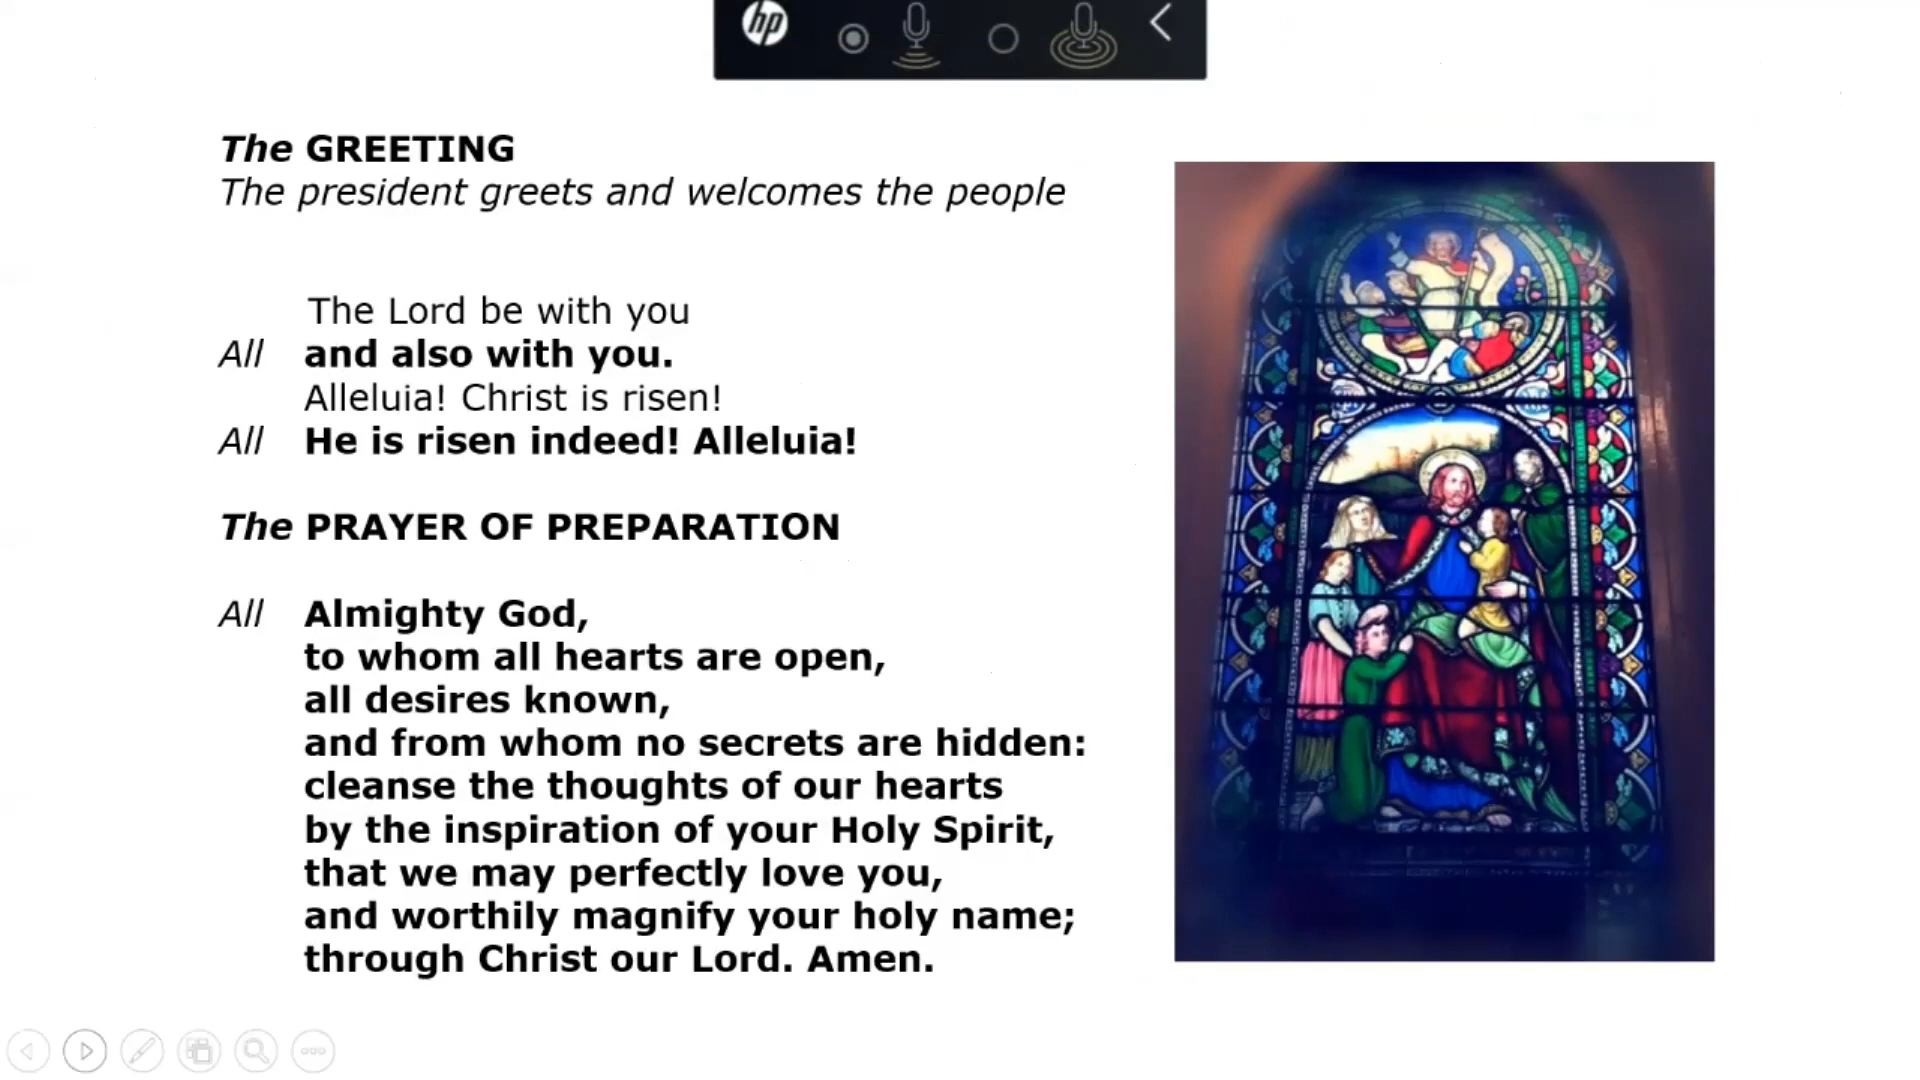 hp
The GREETING
The president greets and welcomes the people
The Lord be with you
All and also with you.
Alleluia! Christ is risen!
All He is risen indeed! Alleluia!
The PRAYER OF PREPARATION
All Almighty God,
to whom all hearts are open,
all desires known,
and from whom no secrets are hidden:
cleanse the thoughts of our hearts
by the inspiration of your Holy Spirit,
that we may perfectly love you,
and worthily magnify your holy name;
through Christ our Lord. Amen.